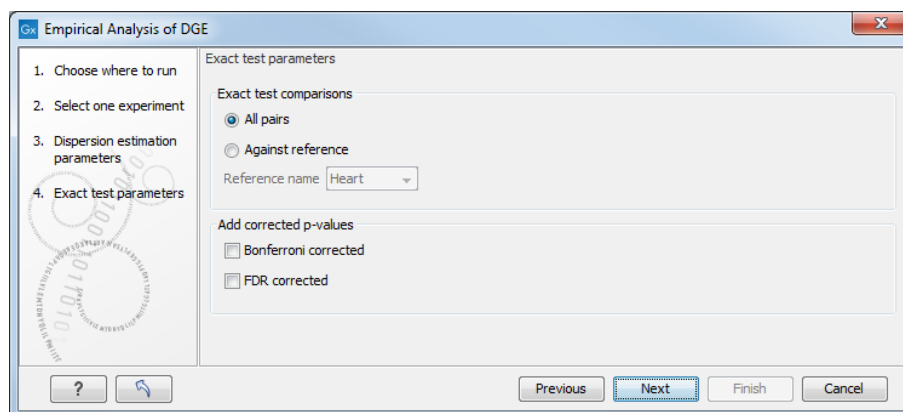 Gx Empirical Analysis of DGE
1. Choose where to run
2. Select one experiment
3. Dispersion estimation
parameters
4. Exact test parameters
Exact test parameters
Exact test comparisons
All pairs
Against reference
Reference name Heart
Add corrected p-values
Bonferroni corrected
FDR corrected
?
Previous
Next
Finish
Cancel